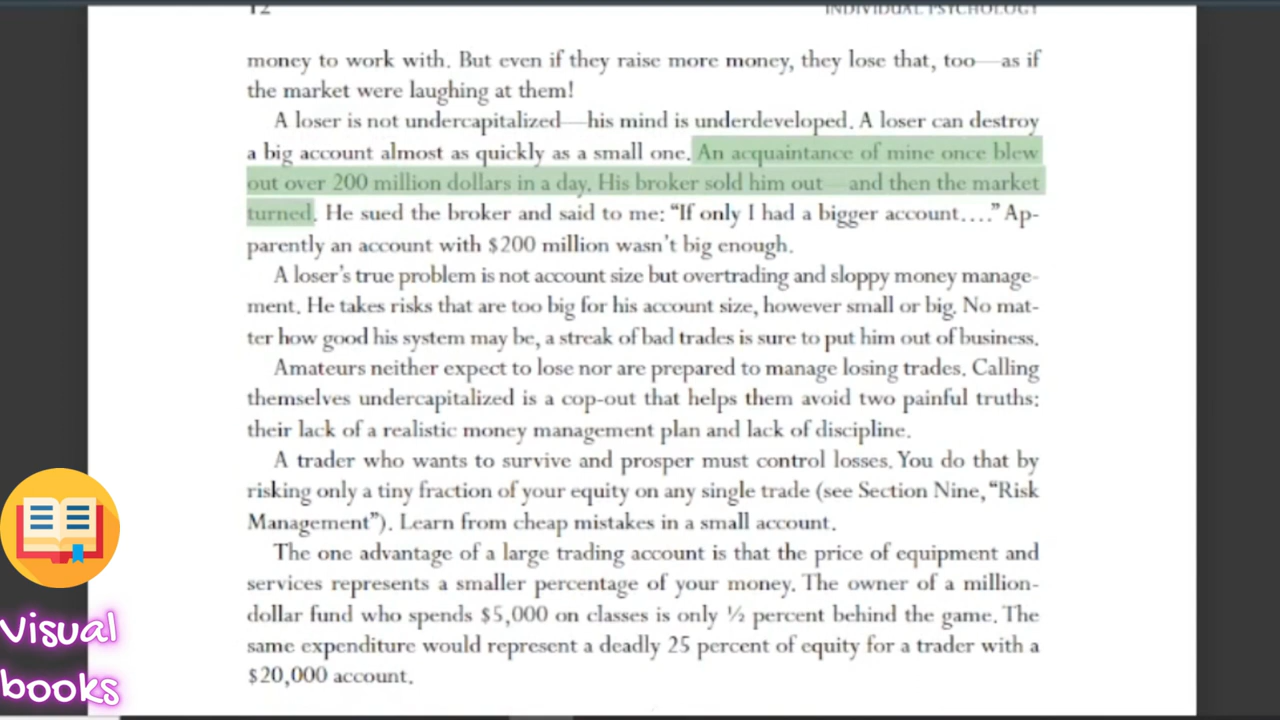 12 INDIVIDUAL PSYCHOLOGY
money to work with. But even if they raise more money, they lose that, too—as if
the market were laughing at them!
A loser is not undercapitalized—his mind is underdeveloped. A loser can destroy
a big account almost as quickly as a small one. An acquaintance of mine once blew
out over 200 million dollars in a day. His broker sold him out—and then the market
turned. He sued the broker and said to me: “If only I had a bigger account....” Ap-
parently an account with $200 million wasn’t big enough.
A loser’s true problem is not account size but overtrading and sloppy money manage-
ment. He takes risks that are too big for his account size, however small or big. No mat-
ter how good his system may be, a streak of bad trades is sure to put him out of business.
Amateurs neither expect to lose nor are prepared to manage losing trades. Calling
themselves undercapitalized is a cop-out that helps them avoid two painful truths:
their lack of a realistic money management plan and lack of discipline.
A trader who wants to survive and prosper must control losses. You do that by
risking only a tiny fraction of your equity on any single trade (see Section Nine, “Risk
Management”). Learn from cheap mistakes in a small account.
The one advantage of a large trading account is that the price of equipment and
services represents a smaller percentage of your money. The owner of a million-
dollar fund who spends $5,000 on classes is only ½ percent behind the game. The
same expenditure would represent a deadly 25 percent of equity for a trader with a
$20,000 account.
Visual
books